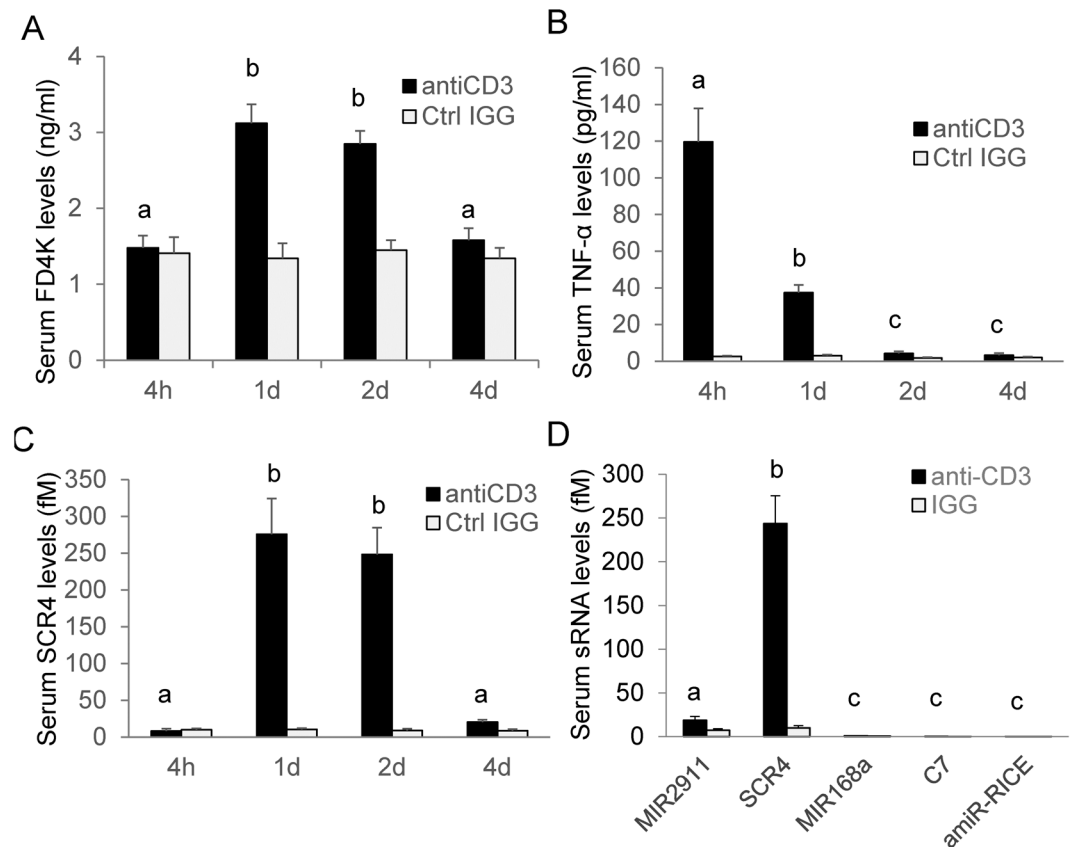 A
Serum FD4K levels (ng/ml)
4
3
2
1
0
a
b
b
a
antiCD3
Ctrl IGG
4h 1d 2d 4d
B
Serum TNF-α levels (pg/ml)
160
140
120
100
80
60
40
20
0
a
b
c
c
antiCD3
Ctrl IGG
4h 1d 2d 4d
C
Serum SCR4 levels (fM)
350
300
250
200
150
100
50
0
a
b
b
a
antiCD3
Ctrl IGG
4h 1d 2d 4d
D
Serum sRNA levels (fM)
300
250
200
150
100
50
0
a
b
c
c
c
anti-CD3
IGG
MIR2911
SCR4
MIR168a
C7
amiR-RICE